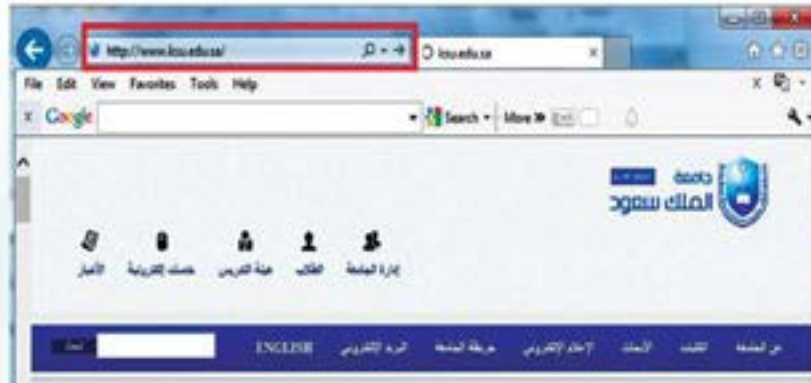 http://www.ksu.edu.sa/
ksu.edu.sa
File Edit View Favorites Tools Help
x Google Search More »
جامعة
الملك سعود
إدارة الجامعة الطلاب هيئة التدريس خدمات إلكترونية الأخبار
عن الجامعة الكليات الأبحاث الإعلام الإلكتروني خريطة الجامعة البريد الإلكتروني ENGLISH